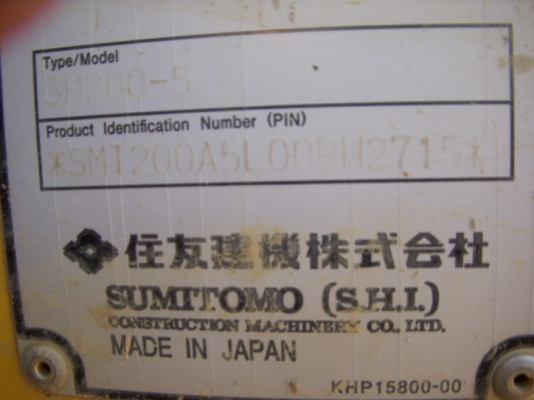 Type/Model
SH200-5
Product Identification Number (PIN)
*SMT200A5L00BH2715*
住友建機株式会社
SUMITOMO (S.H.I.)
CONSTRUCTION MACHINERY CO., LTD.
MADE IN JAPAN
KHP15800-00